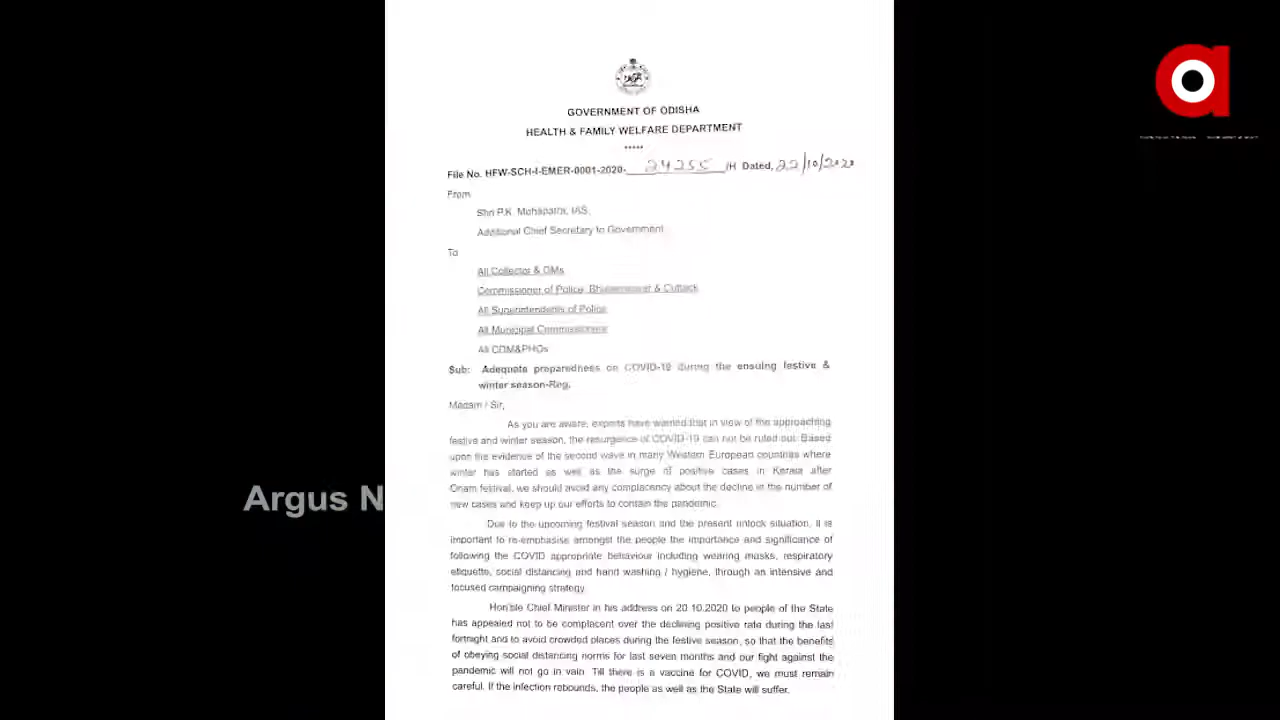 GOVERNMENT OF ODISHA
HEALTH & FAMILY WELFARE DEPARTMENT
*****
File No. HFW-SCH-I-EMER-0001-2020- 24255 /H Dated, 22/10/2020
From
Shri P.K. Mohapatra, IAS,
Additional Chief Secretary to Government
To
All Collector & DMs
Commissioner of Police, Bhubaneswar & Cuttack
All Superintendents of Police
All Municipal Commissioners
All CDM&PHOs
Sub: Adequate preparedness on COVID-19 during the ensuing festive &
winter season-Reg.
Madam / Sir,
As you are aware, experts have warned that in view of the approaching
festive and winter season, the resurgence of COVID-19 can not be ruled out. Based
upon the evidence of the second wave in many Western European countries where
winter has started as well as the surge of positive cases in Kerala after
Onam festival, we should avoid any complacency about the decline in the number of
new cases and keep up our efforts to contain the pandemic.
Due to the upcoming festival season and the present unlock situation, it is
important to re-emphasise amongst the people the importance and significance of
following the COVID appropriate behaviour including wearing masks, respiratory
etiquette, social distancing and hand washing / hygiene, through an intensive and
focused campaigning strategy.
Hon'ble Chief Minister in his address on 20.10.2020 to people of the State
has appealed not to be complacent over the declining positive rate during the last
fortnight and to avoid crowded places during the festive season, so that the benefits
of obeying social distancing norms for last seven months and our fight against the
pandemic will not go in vain. Till there is a vaccine for COVID, we must remain
careful. If the infection rebounds, the people as well as the State will suffer.
Argus N